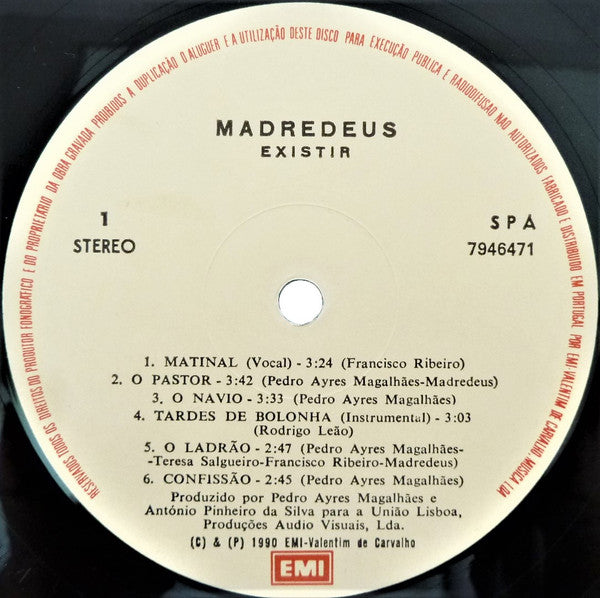 RESERVADOS TODOS OS DIREITOS DO PRODUTOR FONOGRÁFICO E DO PROPRIETÁRIO DA OBRA GRAVADA PROIBIDOS A DUPLICAÇÃO O ALUGUER E A UTILIZAÇÃO DESTE DISCO PARA EXECUÇÃO PUBLICA E RADIODIFUSÃO NAO AUTORIZADOS FABRICADO E DISTRIBUIDO EM PORTUGAL POR EMI-VALENTIM DE CARVALHO MUSICA LDA
MADREDEUS
EXISTIR
1
STEREO
SPA
7946471
1. MATINAL (Vocal) - 3:24 (Francisco Ribeiro)
2. O PASTOR - 3:42 (Pedro Ayres Magalhães-Madredeus)
3. O NAVIO - 3:33 (Pedro Ayres Magalhães)
4. TARDES DE BOLONHA (Instrumental) - 3:03
(Rodrigo Leão)
5. O LADRÃO - 2:47 (Pedro Ayres Magalhães-
-Teresa Salgueiro-Francisco Ribeiro-Madredeus)
6. CONFISSÃO - 2:45 (Pedro Ayres Magalhães)
Produzido por Pedro Ayres Magalhães e
António Pinheiro da Silva para a União Lisboa,
Produções Audio Visuais, Lda.
(C) & (P) 1990 EMI-Valentim de Carvalho
EMI